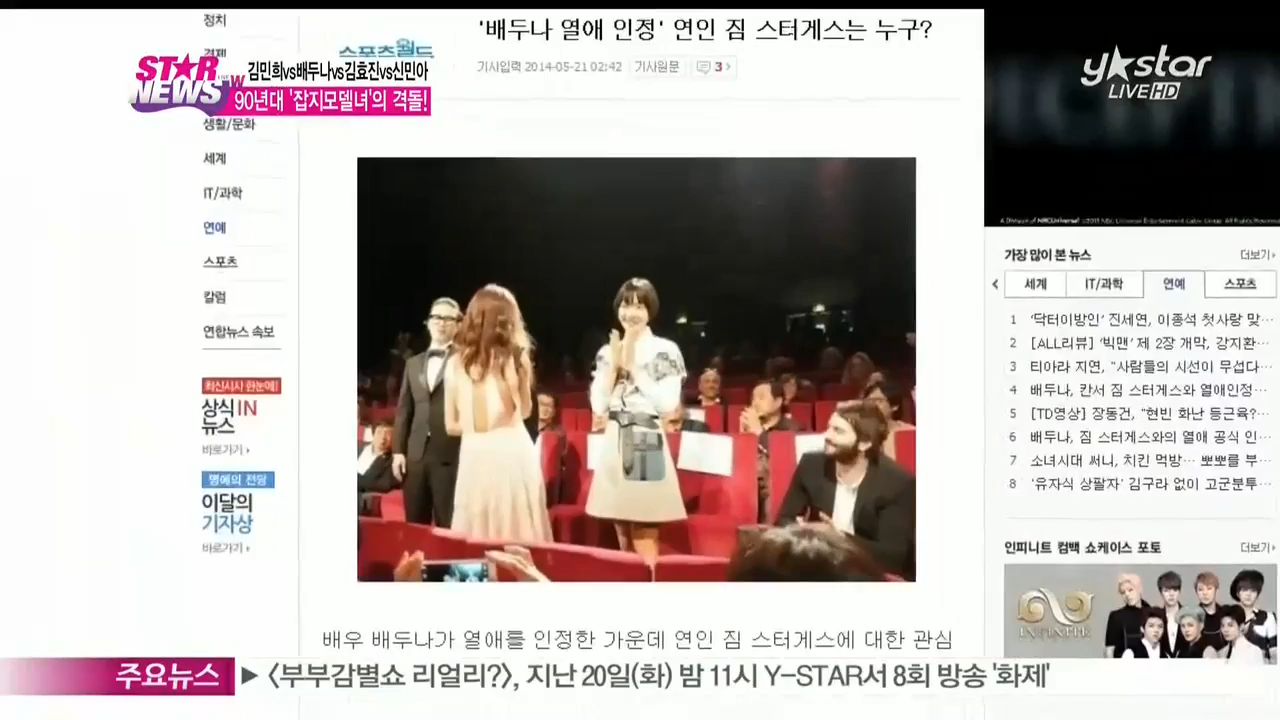 정치
경제
생활/문화
세계
IT/과학
연예
스포츠
칼럼
연합뉴스 속보
최신시사 한눈에!
상식IN
뉴스
바로가기
명예의 전당
이달의
기자상
바로가기
STAR
NEWS
김민희vs배두나vs김효진vs신민아
90년대 '잡지모델녀'의 격돌!
스포츠월드
'배두나 열애 인정' 연인 짐 스터게스는 누구?
기사입력 2014-05-21 02:42 기사원문 3
배우 배두나가 열애를 인정한 가운데 연인 짐 스터게스에 대한 관심
y★star
LIVE HD
가장 많이 본 뉴스 더보기
세계 IT/과학 연예 스포츠
1 '닥터이방인' 진세연, 이종석 첫사랑 맞…
2 [ALL리뷰] '빅맨' 제 2장 개막, 강지환…
3 티아라 지연, "사람들의 시선이 무섭다…
4 배두나, 칸서 짐 스터게스와 열애인정…
5 [TD영상] 장동건, "현빈 화난 등근육?…
6 배두나, 짐 스터게스와의 열애 공식 인…
7 소녀시대 써니, 치킨 먹방… 뽀뽀를 부…
8 '유자식 상팔자' 김구라 없이 고군분투…
인피니트 컴백 쇼케이스 포토 더보기
INFINITE
주요뉴스 ▶ 〈부부감별쇼 리얼리?〉, 지난 20일(화) 밤 11시 Y-STAR서 8회 방송 '화제'